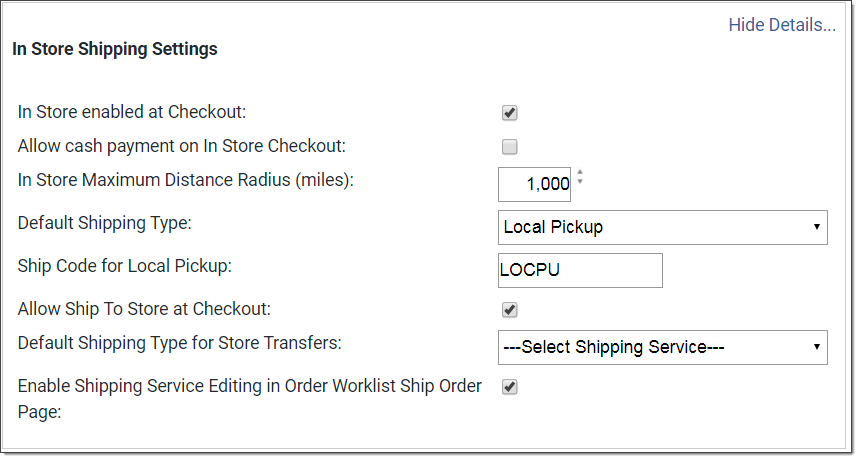 Hide Details...
In Store Shipping Settings
In Store enabled at Checkout:
Allow cash payment on In Store Checkout:
In Store Maximum Distance Radius (miles): 1,000
Default Shipping Type: Local Pickup
Ship Code for Local Pickup: LOCPU
Allow Ship To Store at Checkout:
Default Shipping Type for Store Transfers: ---Select Shipping Service---
Enable Shipping Service Editing in Order Worklist Ship Order
Page: